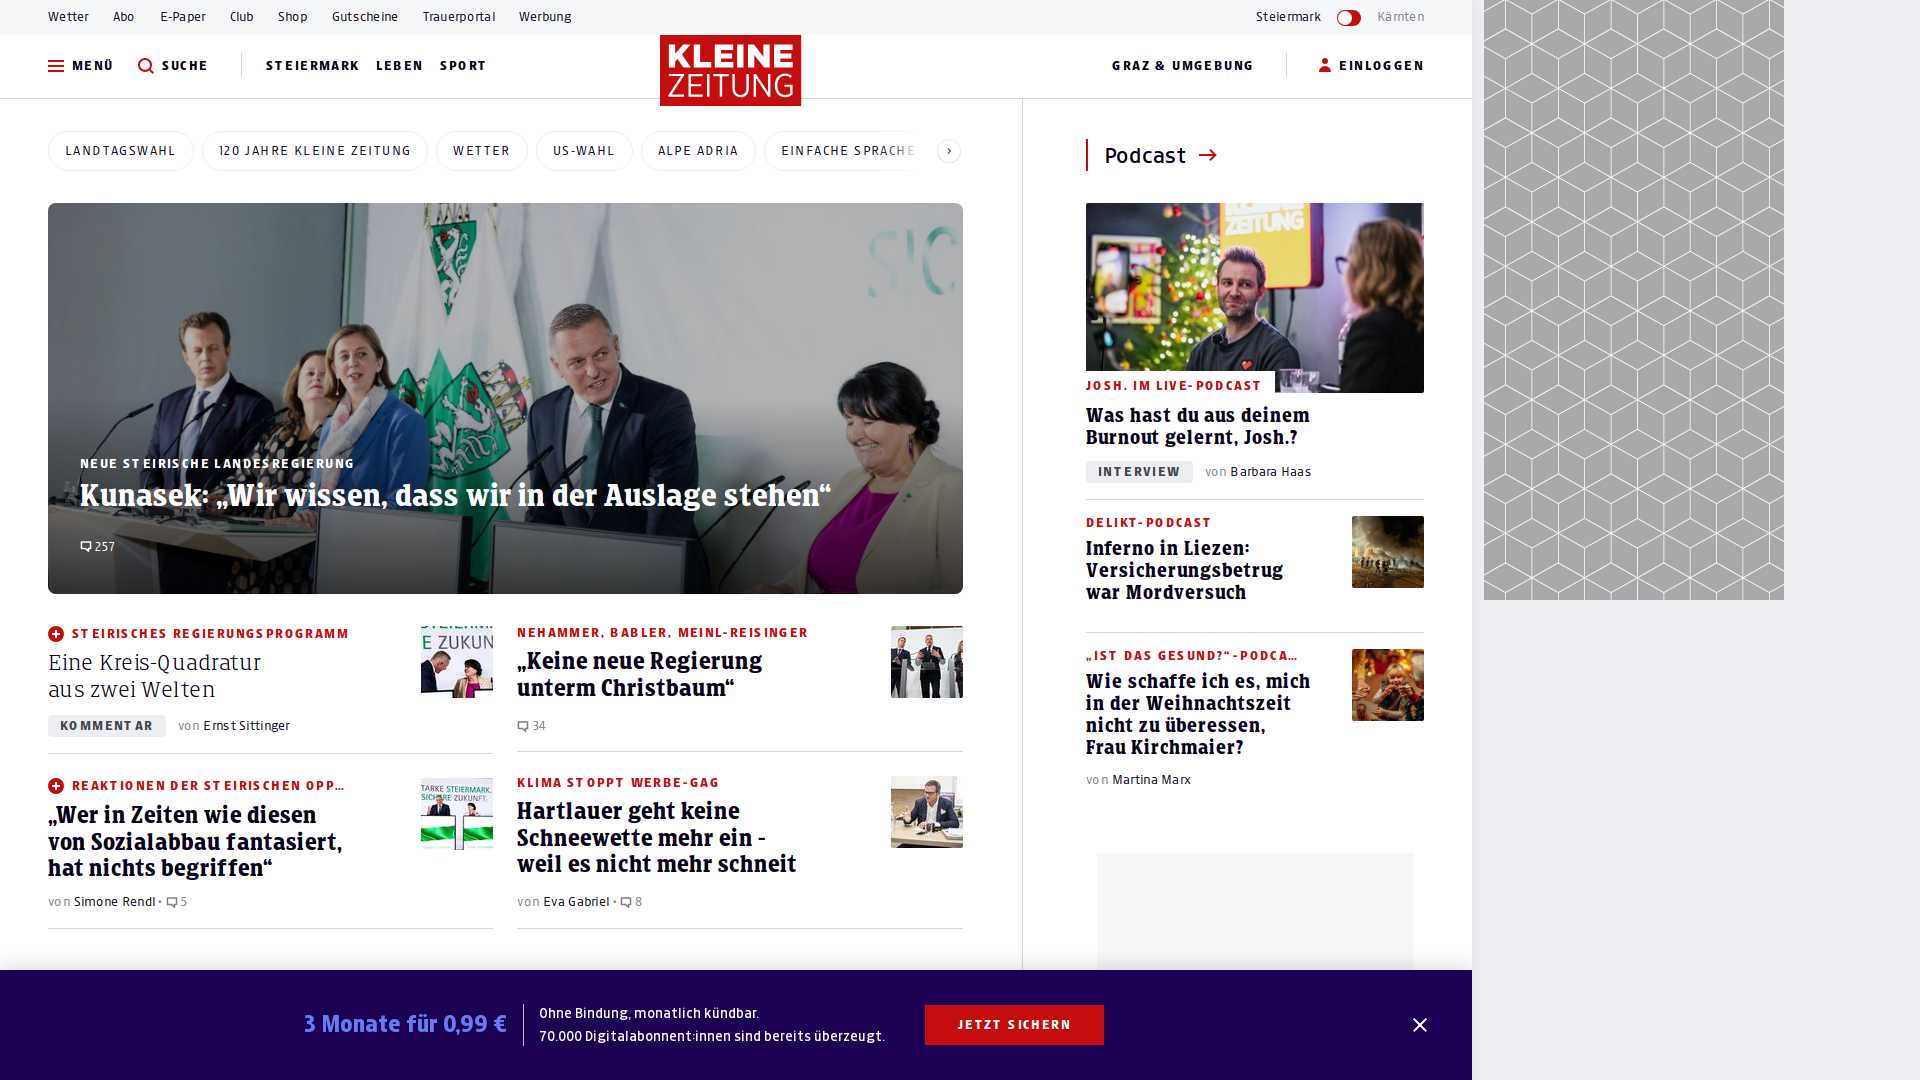 Wetter Abo E-Paper Club Shop Gutscheine Trauerportal Werbung Steiermark Kärnten
MENÜ SUCHE STEIERMARK LEBEN SPORT
KLEINE
ZEITUNG
GRAZ & UMGEBUNG EINLOGGEN
LANDTAGSWAHL 120 JAHRE KLEINE ZEITUNG WETTER US-WAHL ALPE ADRIA EINFACHE SPRACHE
NEUE STEIRISCHE LANDESREGIERUNG
Kunasek: „Wir wissen, dass wir in der Auslage stehen“
257
STEIRISCHES REGIERUNGSPROGRAMM
Eine Kreis-Quadratur
aus zwei Welten
KOMMENTAR von Ernst Sittinger
E ZUKUN
NEHAMMER, BABLER, MEINL-REISINGER
„Keine neue Regierung
unterm Christbaum“
34
REAKTIONEN DER STEIRISCHEN OPP…
„Wer in Zeiten wie diesen
von Sozialabbau fantasiert,
hat nichts begriffen“
von Simone Rendl • 5
TARKE STEIERMARK.
SICHERE ZUKUNFT.
KLIMA STOPPT WERBE-GAG
Hartlauer geht keine
Schneewette mehr ein -
weil es nicht mehr schneit
von Eva Gabriel • 8
Podcast
KLEINE
ZEITUNG
JOSH. IM LIVE-PODCAST
Was hast du aus deinem
Burnout gelernt, Josh.?
INTERVIEW von Barbara Haas
DELIKT-PODCAST
Inferno in Liezen:
Versicherungsbetrug
war Mordversuch
„IST DAS GESUND?“-PODCA…
Wie schaffe ich es, mich
in der Weihnachtszeit
nicht zu überessen,
Frau Kirchmaier?
von Martina Marx
3 Monate für 0,99 €
Ohne Bindung, monatlich kündbar.
70.000 Digitalabonnent:innen sind bereits überzeugt.
JETZT SICHERN